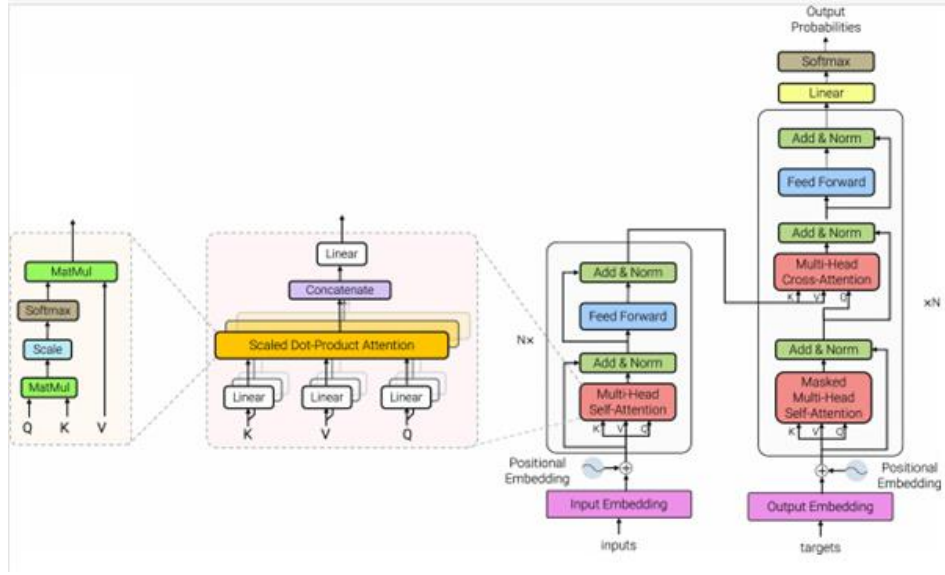 Output
Probabilities
Softmax
Linear
Add & Norm
Feed Forward
Add & Norm
Multi-Head
Cross-Attention
K V Q
×N
Add & Norm
Masked
Multi-Head
Self-Attention
K V Q
Positional
Embedding
Output Embedding
targets
Add & Norm
Feed Forward
N×
Add & Norm
Multi-Head
Self-Attention
K V Q
Positional
Embedding
Input Embedding
inputs
Linear
Concatenate
Scaled Dot-Product Attention
Linear Linear Linear
K V Q
MatMul
Softmax
Scale
MatMul
Q K V